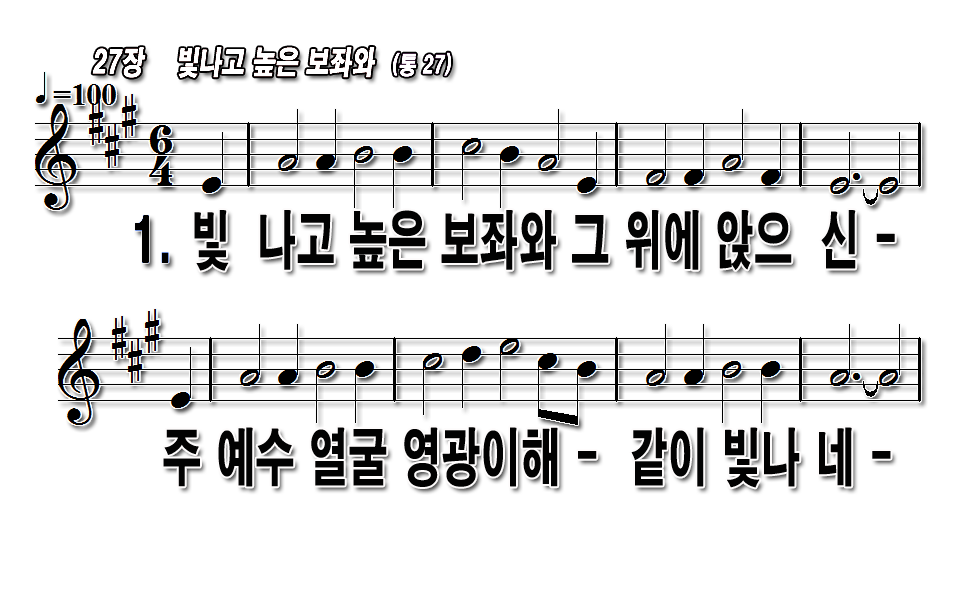 27장 빛나고 높은 보좌와 (통 27)
♩=100
6
4
1. 빛 나고 높은 보좌와 그 위에 앉으 신 -
주 예수 얼굴 영광이해 - 같이 빛나 네 -